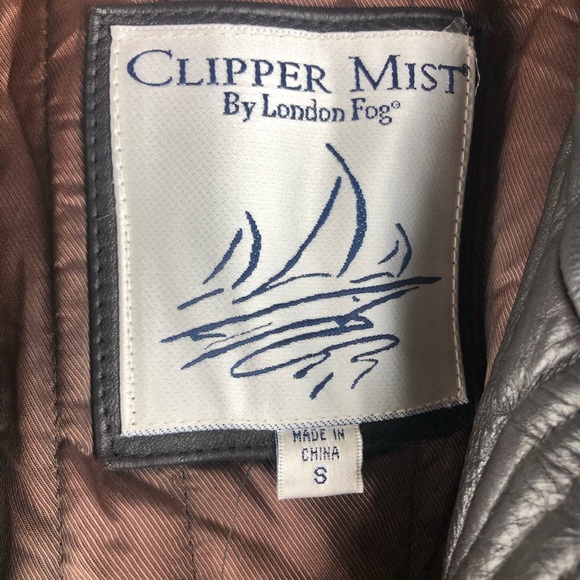 CLIPPER MIST®
By LONDON FOG®
MADE IN
CHINA
S